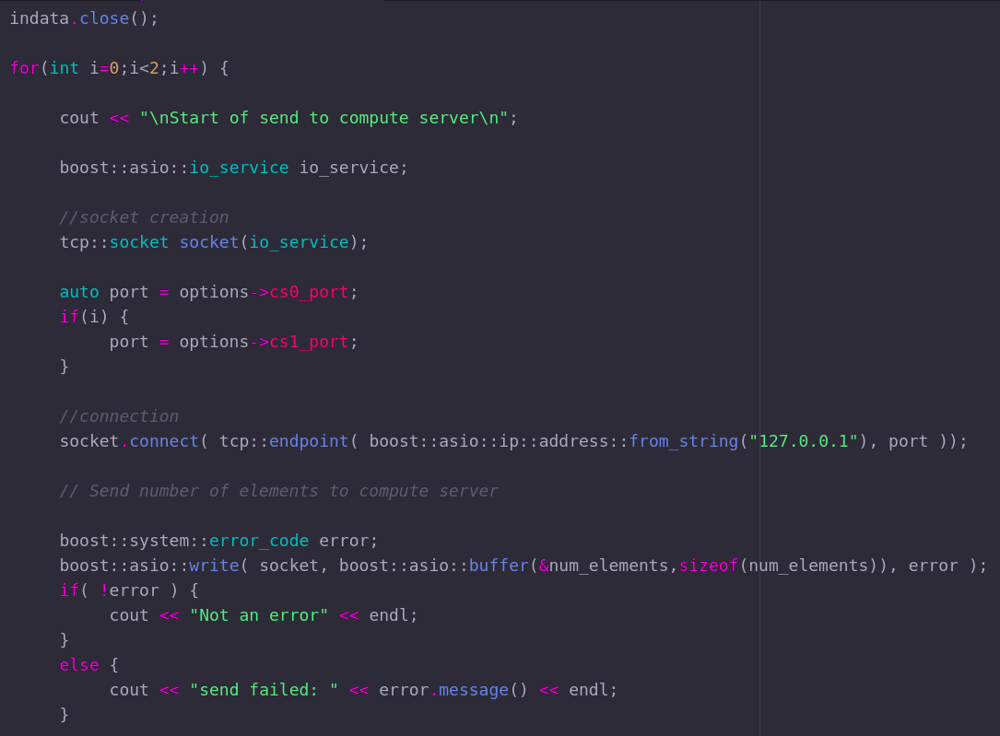 indata.close();
for(int i=0;i<2;i++) {
cout << "\nStart of send to compute server\n";
boost::asio::io_service io_service;
//socket creation
tcp::socket socket(io_service);
auto port = options->cs0_port;
if(i) {
port = options->cs1_port;
}
//connection
socket.connect( tcp::endpoint( boost::asio::ip::address::from_string("127.0.0.1"), port ));
// Send number of elements to compute server
boost::system::error_code error;
boost::asio::write( socket, boost::asio::buffer(&num_elements,sizeof(num_elements)), error );
if( !error ) {
cout << "Not an error" << endl;
}
else {
cout << "send failed: " << error.message() << endl;
}